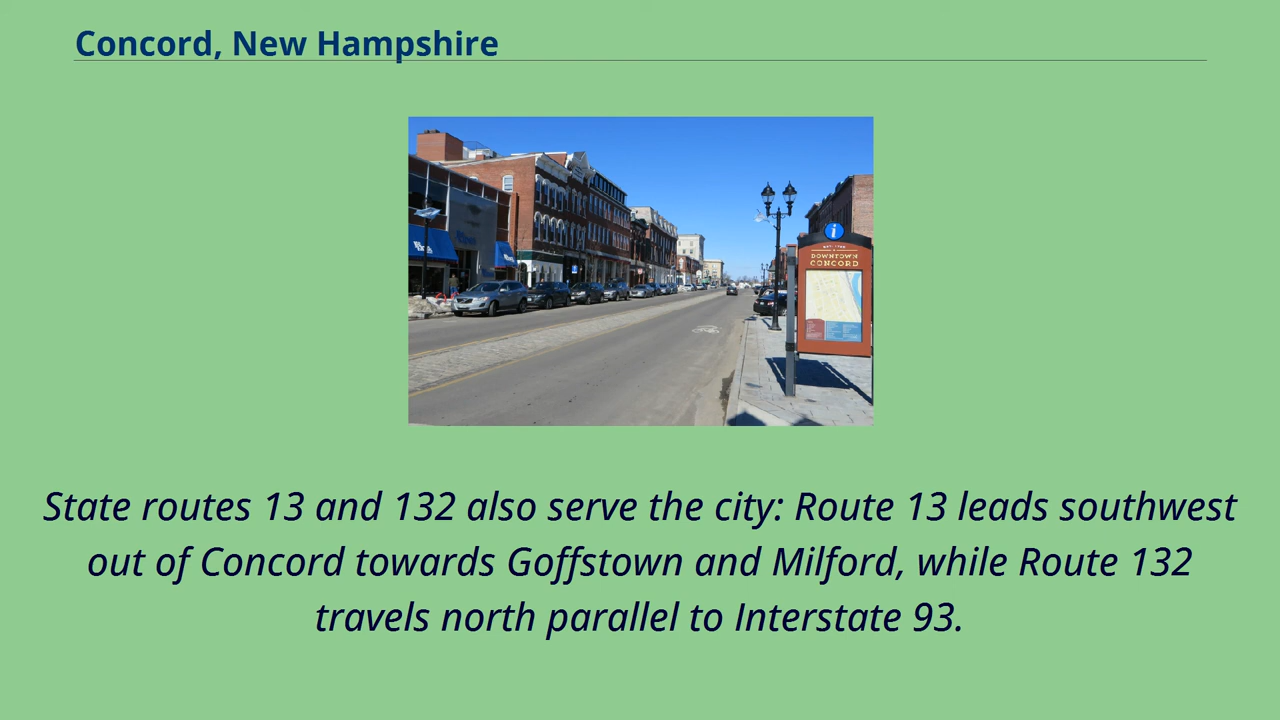 Concord, New Hampshire
DOWNTOWN
CONCORD
State routes 13 and 132 also serve the city: Route 13 leads southwest
out of Concord towards Goffstown and Milford, while Route 132
travels north parallel to Interstate 93.